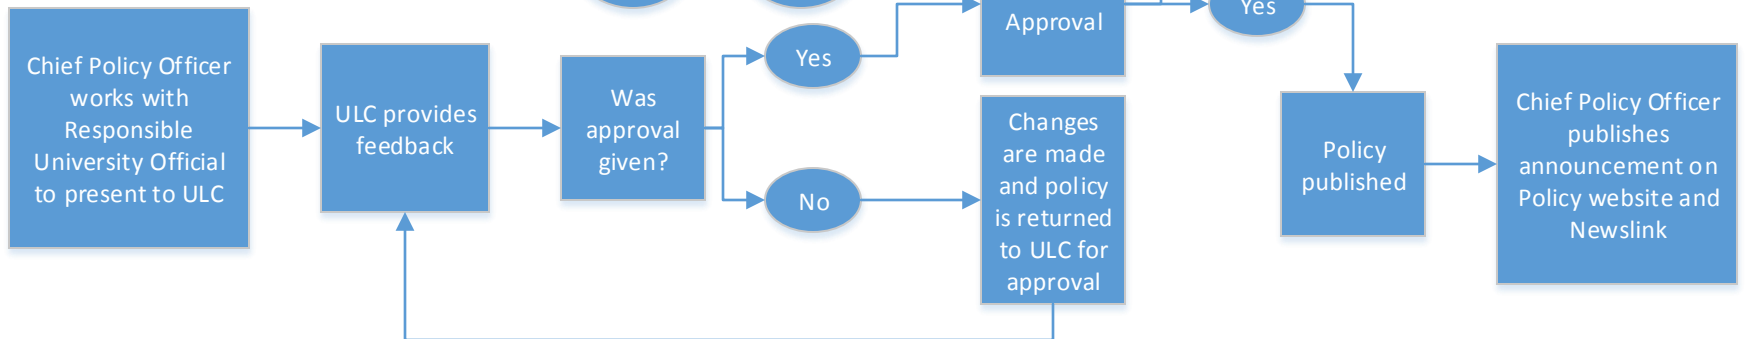 Chief Policy Officer
works with
Responsible
University Official
to present to ULC
ULC provides
feedback
Was
approval
given?
Yes
No
Approval
Changes
are made
and policy
is returned
to ULC for
approval
Yes
Policy
published
Chief Policy Officer
publishes
announcement on
Policy website and
Newslink